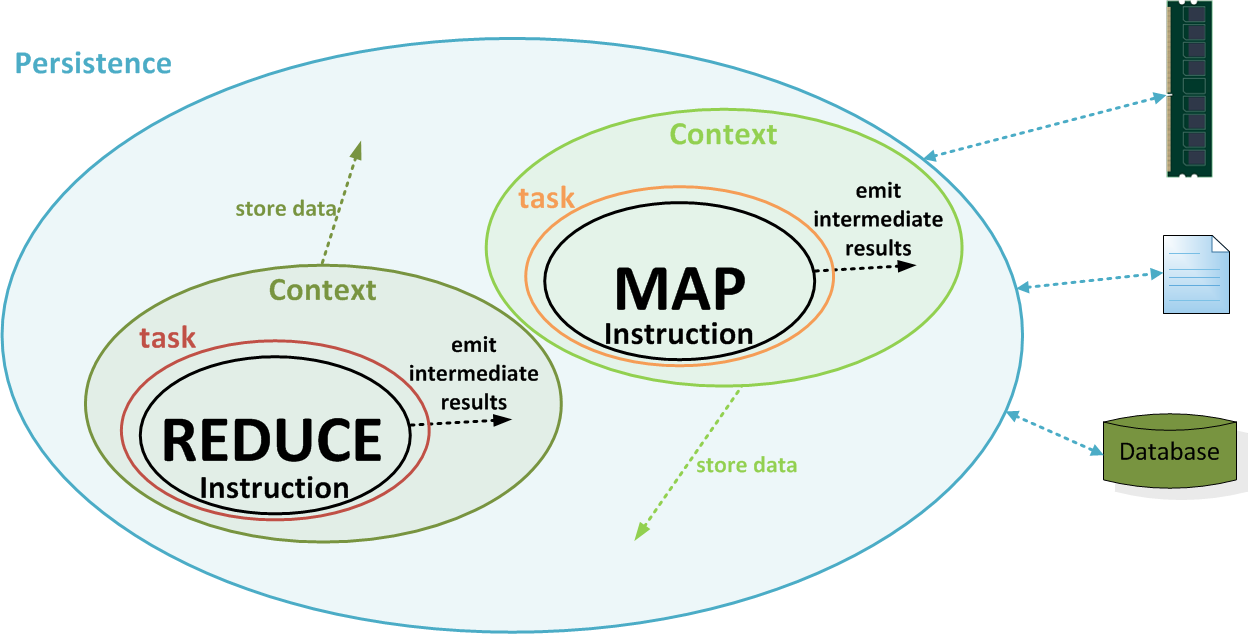 Persistence
Context
task
emit
intermediate
results
MAP
Instruction
store data
Context
task
emit
intermediate
results
REDUCE
Instruction
store data
Database